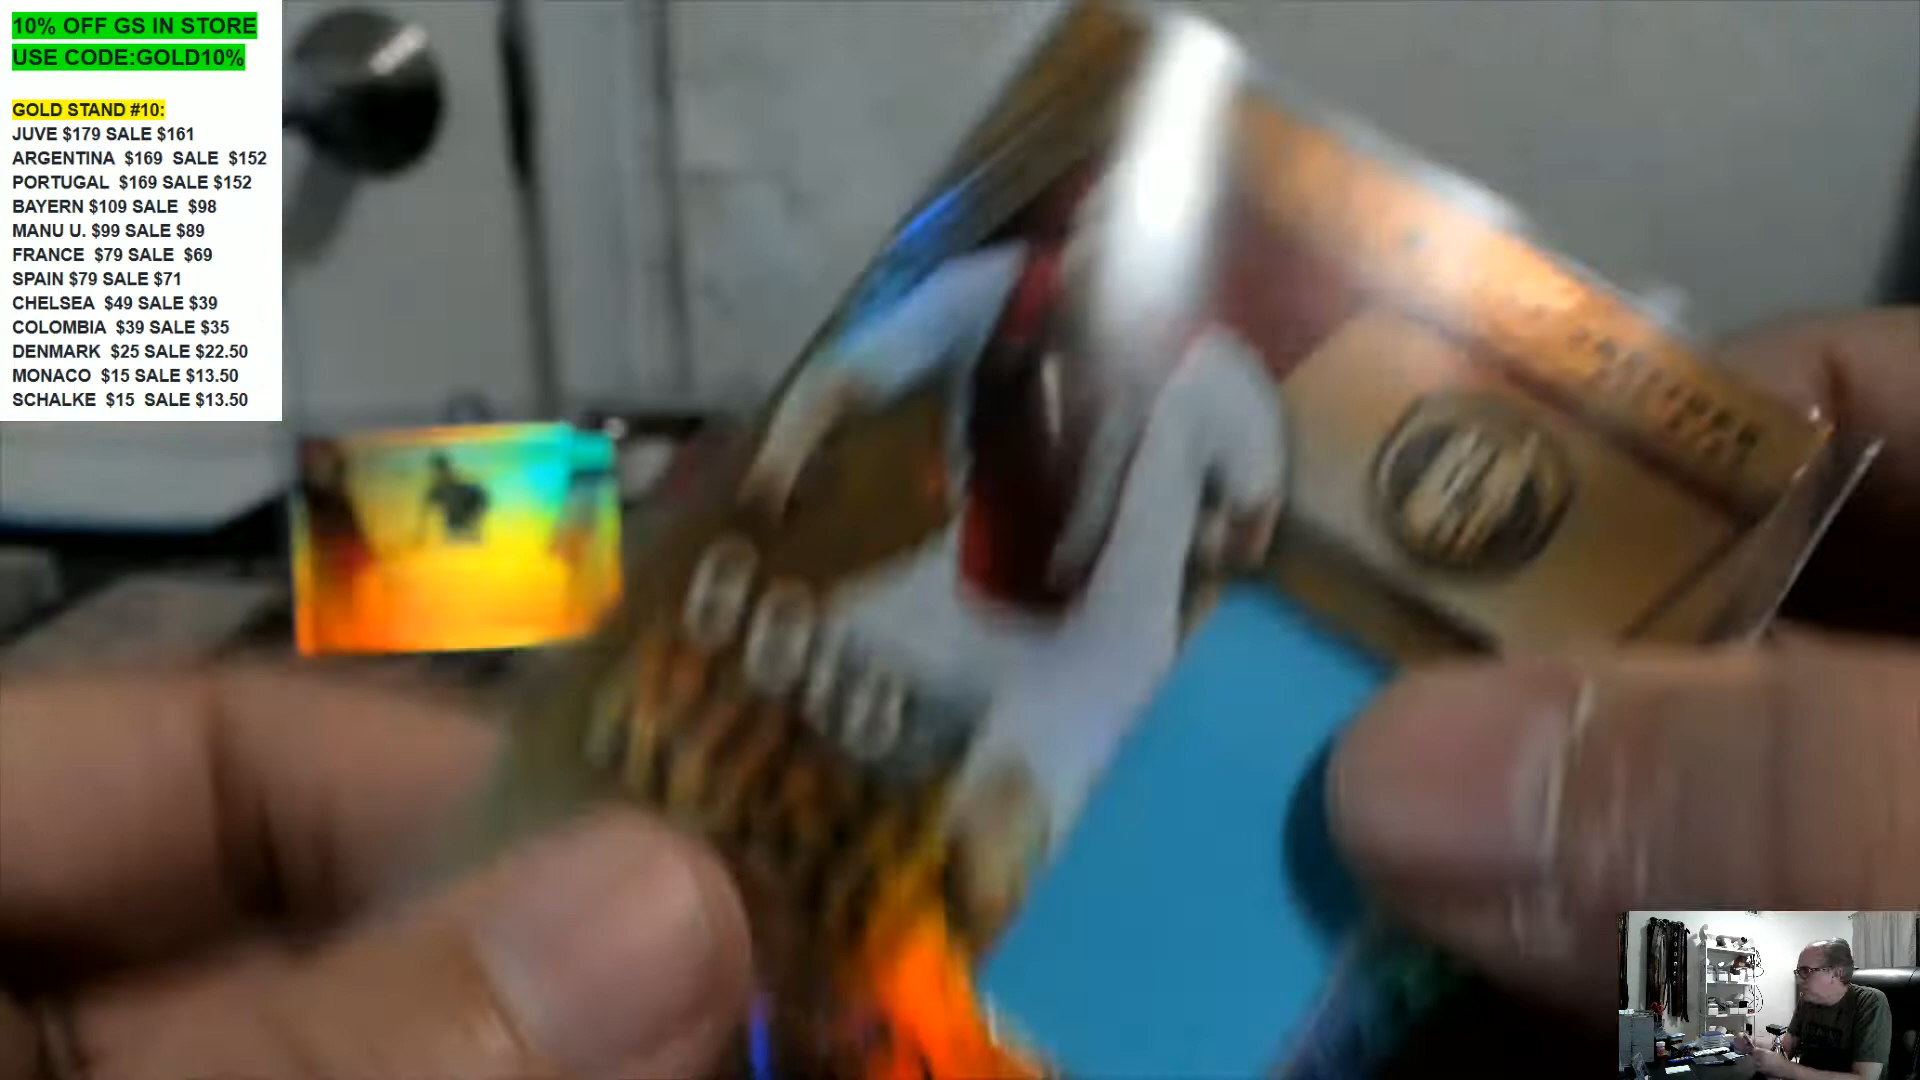 10% OFF GS IN STORE
USE CODE:GOLD10%
GOLD STAND #10:
JUVE $179 SALE $161
ARGENTINA $169 SALE $152
PORTUGAL $169 SALE $152
BAYERN $109 SALE $98
MANU U. $99 SALE $89
FRANCE $79 SALE $69
SPAIN $79 SALE $71
CHELSEA $49 SALE $39
COLOMBIA $39 SALE $35
DENMARK $25 SALE $22.50
MONACO $15 SALE $13.50
SCHALKE $15 SALE $13.50